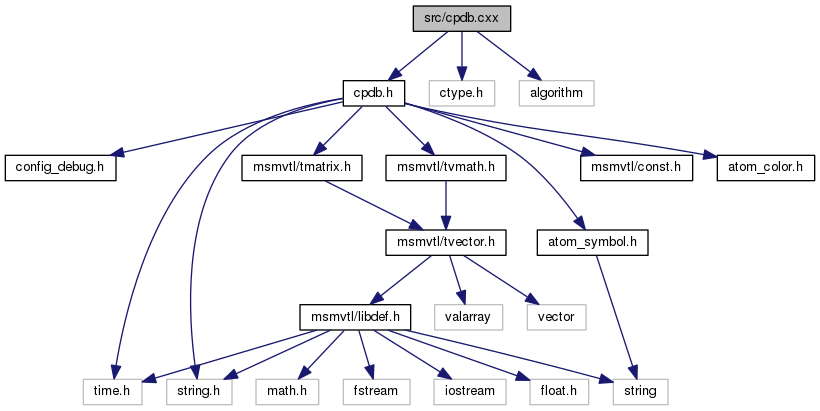 src/cpdb.cxx
cpdb.h
ctype.h
algorithm
config_debug.h
msmvtl/tmatrix.h
msmvtl/tvmath.h
msmvtl/const.h
atom_color.h
msmvtl/tvector.h
atom_symbol.h
msmvtl/libdef.h
valarray
vector
time.h
string.h
math.h
fstream
iostream
float.h
string